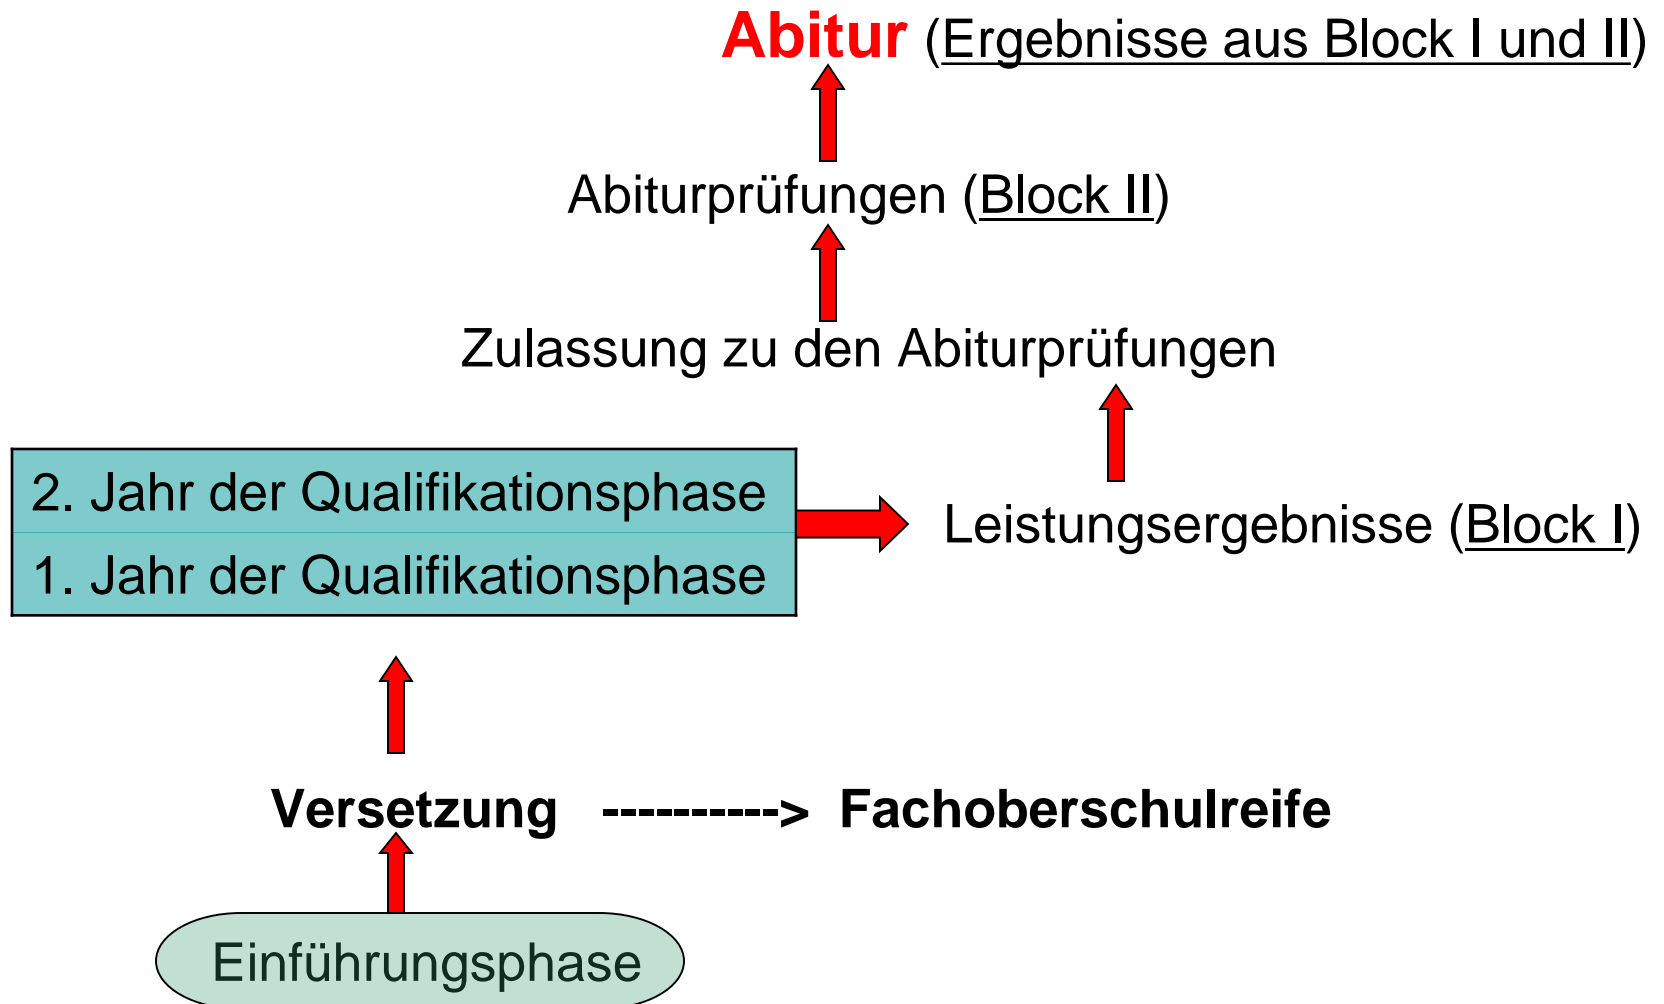 Abitur (Ergebnisse aus Block I und II)
Abiturprüfungen (Block II)
Zulassung zu den Abiturprüfungen
2. Jahr der Qualifikationsphase
Leistungsergebnisse (Block I)
1. Jahr der Qualifikationsphase
Versetzung ----------> Fachoberschulreife
Einführungsphase